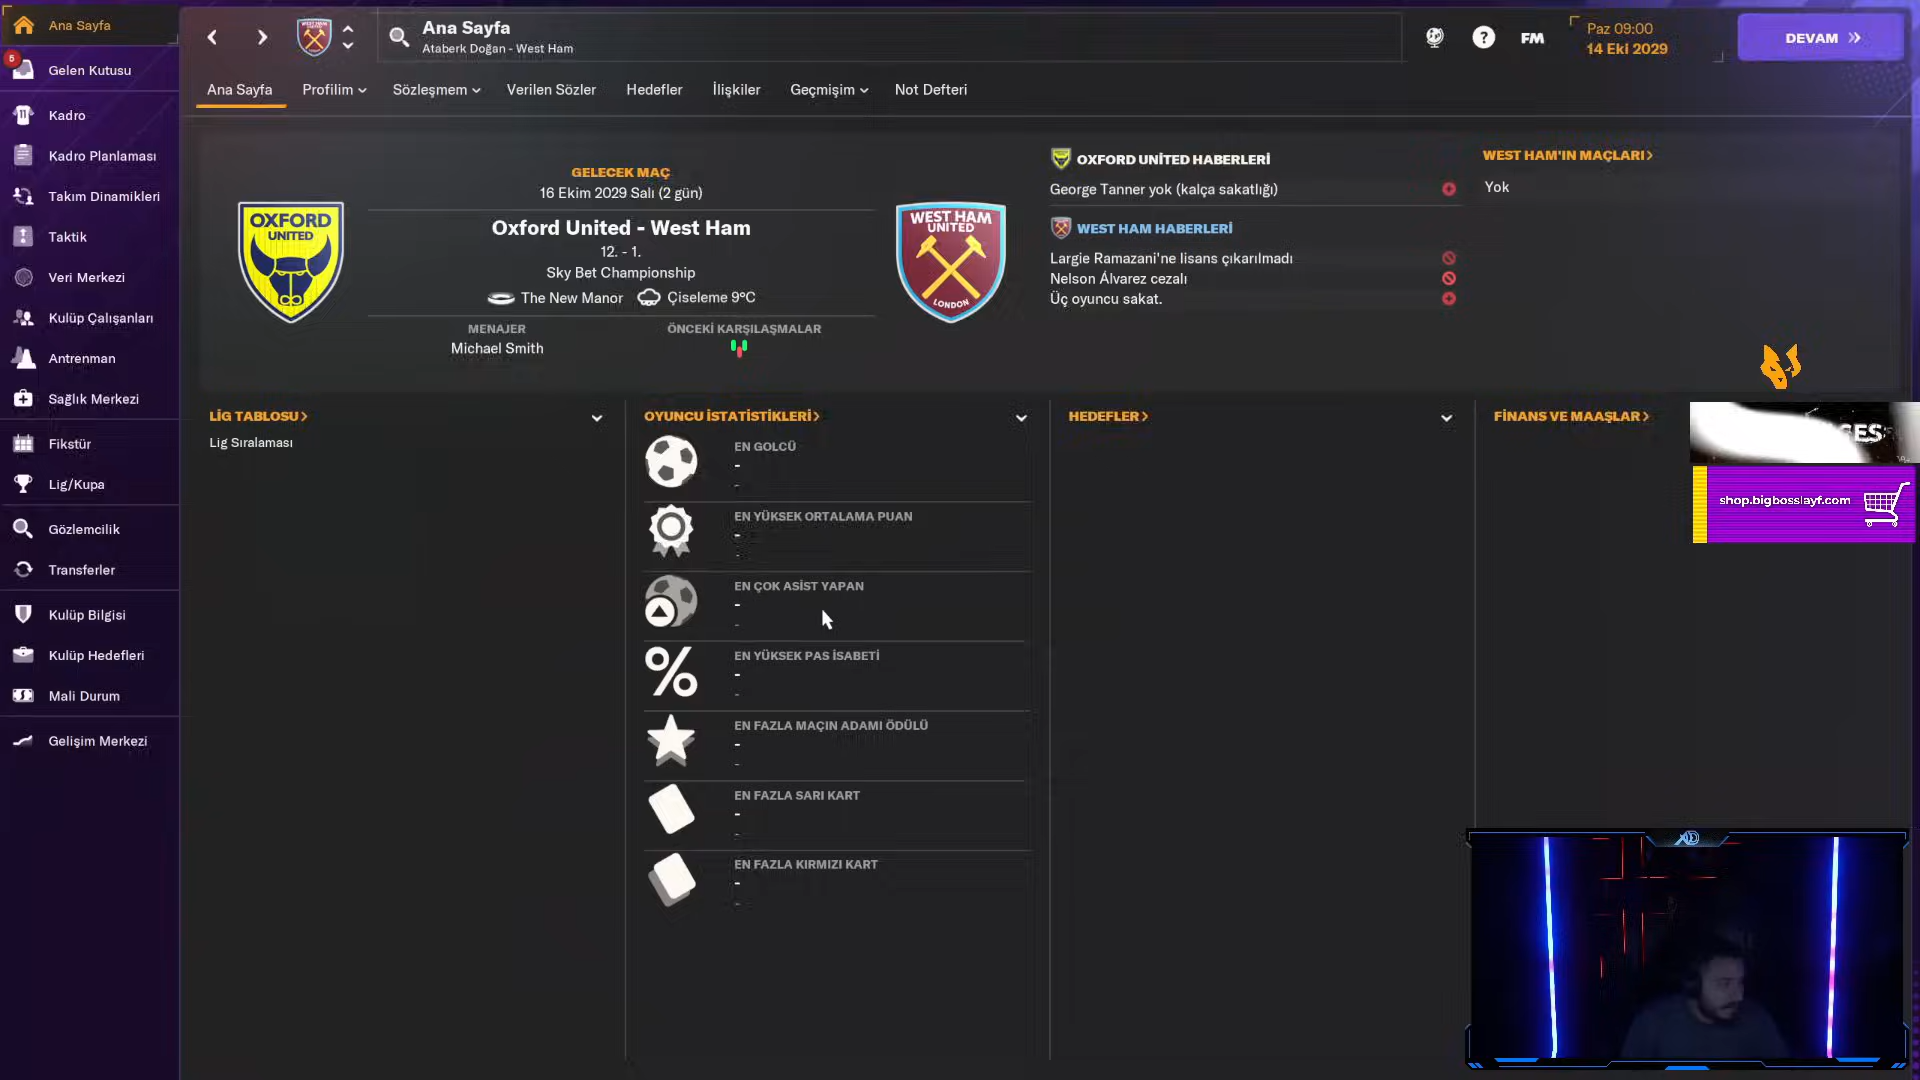 Ana Sayfa
5
Gelen Kutusu
Kadro
Kadro Planlaması
Takım Dinamikleri
Taktik
Veri Merkezi
Kulüp Çalışanları
Antrenman
Sağlık Merkezi
Fikstür
Lig/Kupa
Gözlemcilik
Transferler
Kulüp Bilgisi
Kulüp Hedefleri
Mali Durum
Gelişim Merkezi
Ana Sayfa
Ataberk Doğan - West Ham
?
FM
Paz 09:00
14 Eki 2029
DEVAM
Ana Sayfa
Profilim
Sözleşmem
Verilen Sözler
Hedefler
İlişkiler
Geçmişim
Not Defteri
OXFORD
UNITED
GELECEK MAÇ
16 Ekim 2029 Salı (2 gün)
Oxford United - West Ham
12. - 1.
Sky Bet Championship
The New Manor
Çiseleme 9°C
MENAJER
Michael Smith
ÖNCEKİ KARŞILAŞMALAR
WEST HAM
UNITED
LONDON
OXFORD UNİTED HABERLERİ
George Tanner yok (kalça sakatlığı)
WEST HAM HABERLERİ
Largie Ramazani'ne lisans çıkarılmadı
Nelson Álvarez cezalı
Üç oyuncu sakat.
WEST HAM'IN MAÇLARI
Yok
LİG TABLOSU
Lig Sıralaması
OYUNCU İSTATİSTİKLERİ
EN GOLCÜ
-
-
EN YÜKSEK ORTALAMA PUAN
-
-
EN ÇOK ASİST YAPAN
-
-
EN YÜKSEK PAS İSABETİ
-
-
EN FAZLA MAÇIN ADAMI ÖDÜLÜ
-
-
EN FAZLA SARI KART
-
-
EN FAZLA KIRMIZI KART
-
-
HEDEFLER
FİNANS VE MAAŞLAR
shop.bigbosslayf.com